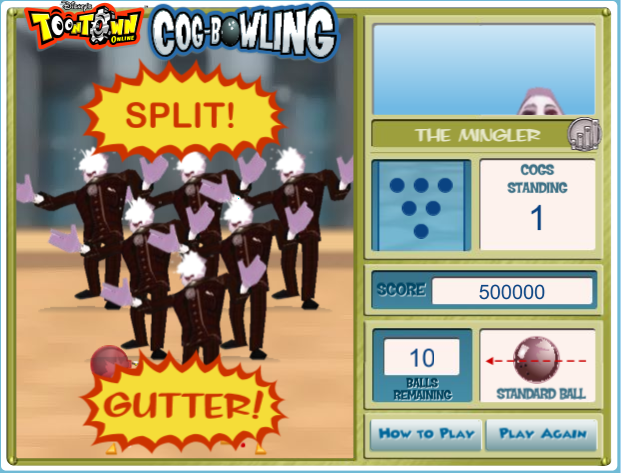 Disney's
TOONTOWN
ONLINE
COG-BOWLING
SPLIT!
THE MINGLER
COGS
STANDING
1
SCORE 500000
10
BALLS
REMAINING
STANDARD BALL
GUTTER!
HOW TO PLAY
PLAY AGAIN